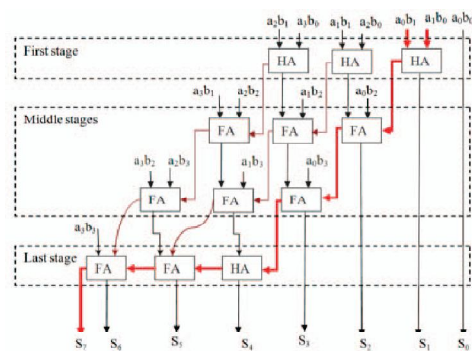 a₂b₁ a₃b₀ a₁b₁ a₂b₀ a₀b₁ a₁b₀ a₀b₀
First stage
HA HA HA
a₃b₁ a₂b₂ a₁b₂ a₀b₂
Middle stages
FA FA FA
a₃b₂ a₂b₃ a₁b₃ a₀b₃
FA FA FA
a₃b₃
Last stage
FA FA HA
S₇ S₆ S₅ S₄ S₃ S₂ S₁ S₀